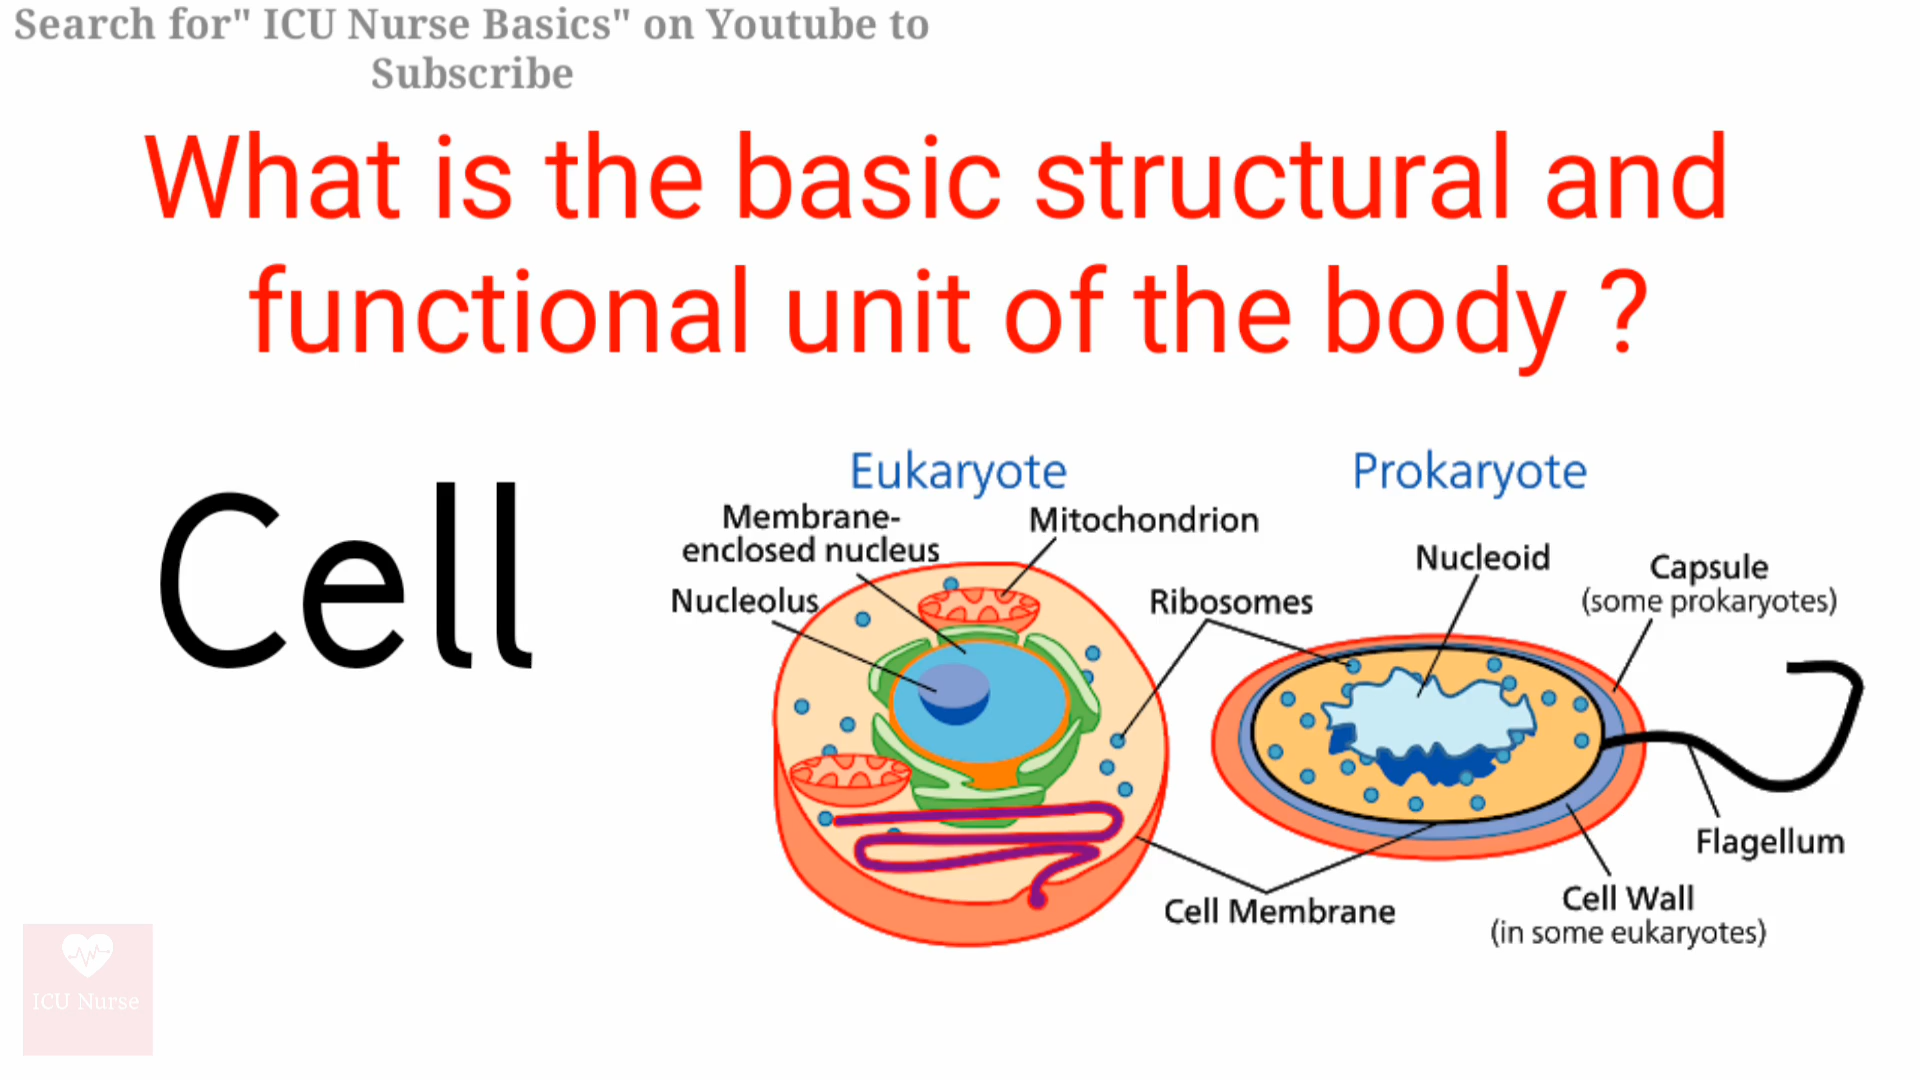 Search for" ICU Nurse Basics" on Youtube to
Subscribe
What is the basic structural and
functional unit of the body ?
Cell
Eukaryote
Prokaryote
Membrane-
enclosed nucleus
Mitochondrion
Nucleolus
Ribosomes
Nucleoid
Capsule
(some prokaryotes)
Flagellum
Cell Membrane
Cell Wall
(in some eukaryotes)
ICU Nurse